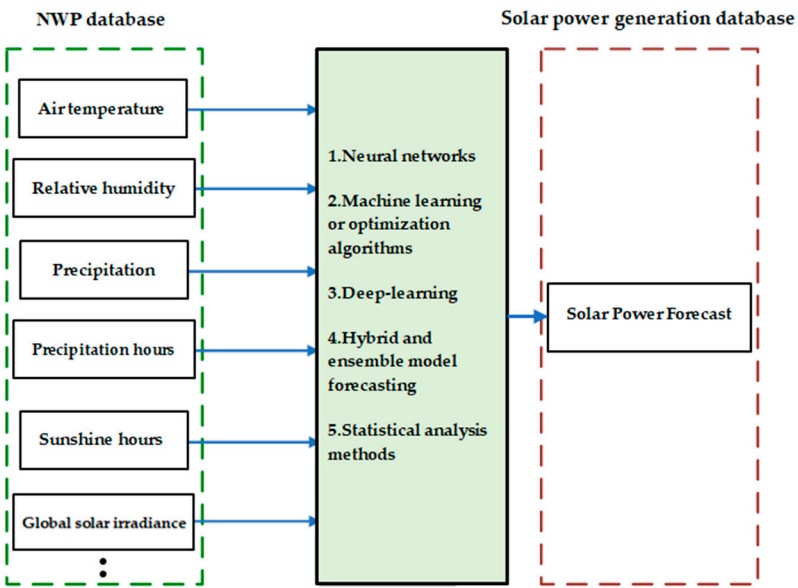 NWP database
Solar power generation database
Air temperature
Relative humidity
Precipitation
Precipitation hours
Sunshine hours
Global solar irradiance
1.Neural networks
2.Machine learning
or optimization
algorithms
3.Deep-learning
4.Hybrid and
ensemble model
forecasting
5.Statistical analysis
methods
Solar Power Forecast